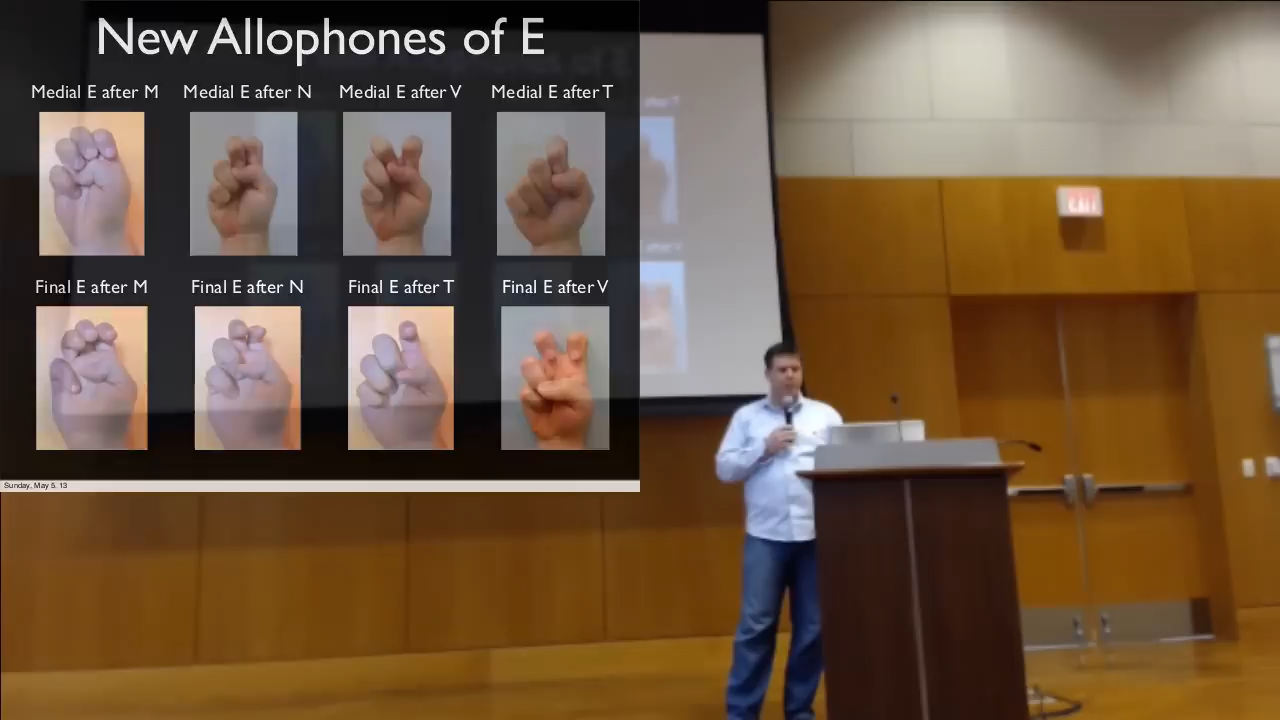 New Allophones of E
Medial E after M Medial E after N Medial E after V Medial E after T
Final E after M Final E after N Final E after T Final E after V
Sunday, May 5, 13
EXIT